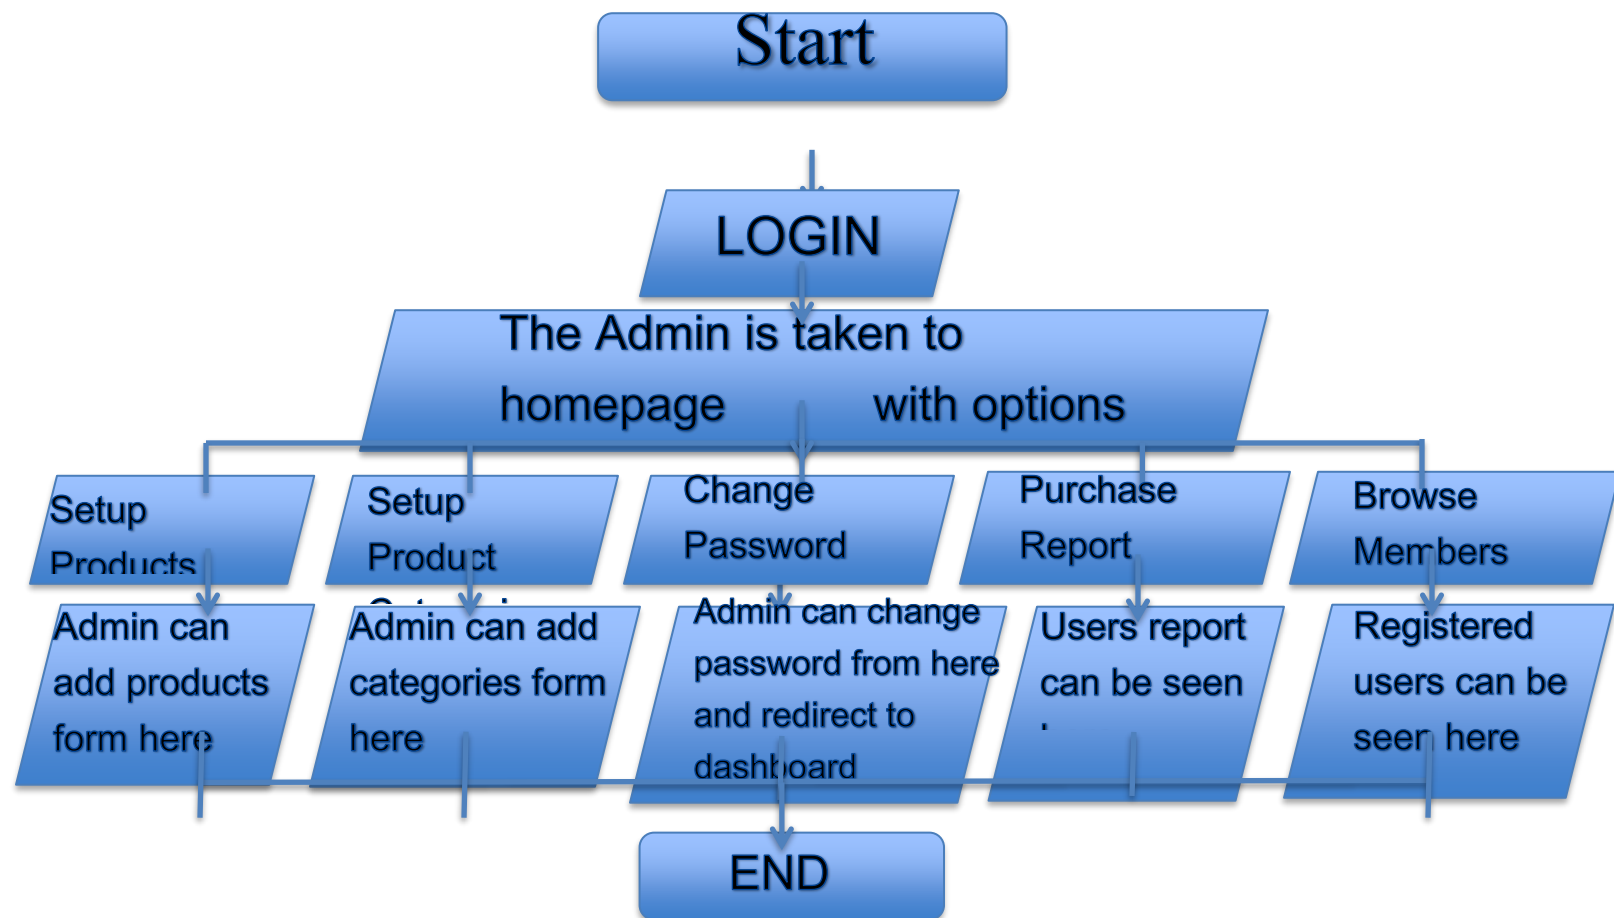 Start
LOGIN
The Admin is taken to
homepage with options
Setup
Products
Setup
Product
Change
Password
Purchase
Report
Browse
Members
Admin can
add products
form here
Admin can add
categories form
here
Admin can change
password from here
and redirect to
dashboard
Users report
can be seen
Registered
users can be
seen here
END